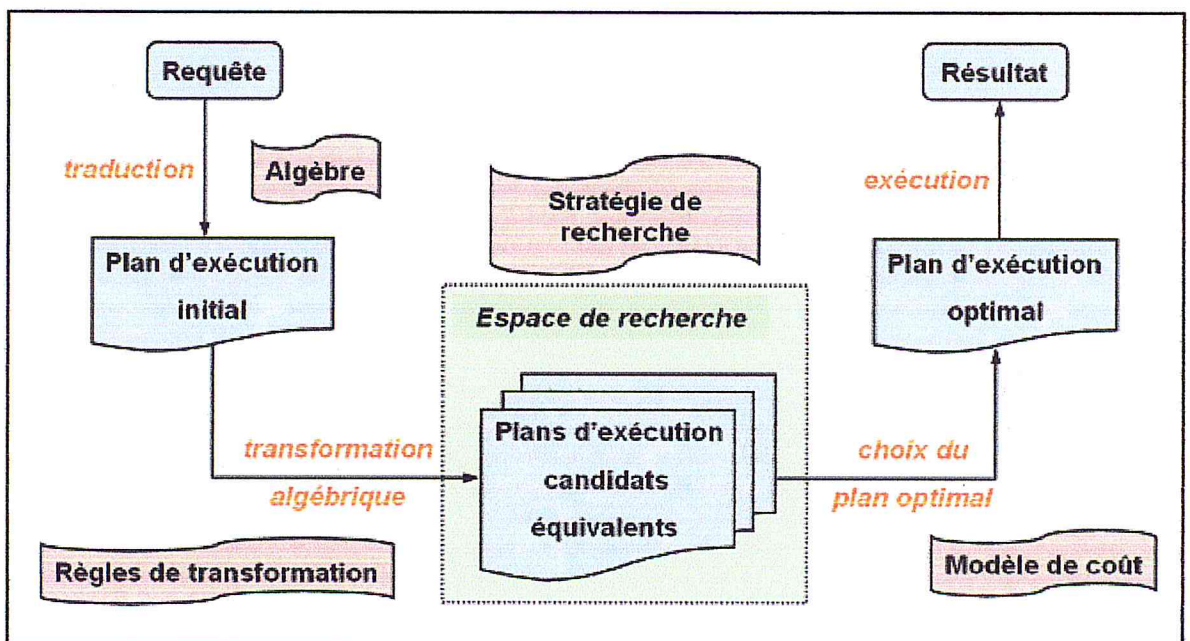 Requête
Résultat
traduction
Algèbre
exécution
Stratégie de
recherche
Plan d'exécution
initial
Plan d'exécution
optimal
Espace de recherche
Plans d'exécution
candidats
équivalents
transformation
algébrique
choix du
plan optimal
Règles de transformation
Modèle de coût